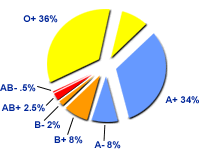 O+ 36%
A+ 34%
A- 8%
B+ 8%
B- 2%
AB+ 2.5%
AB- .5%